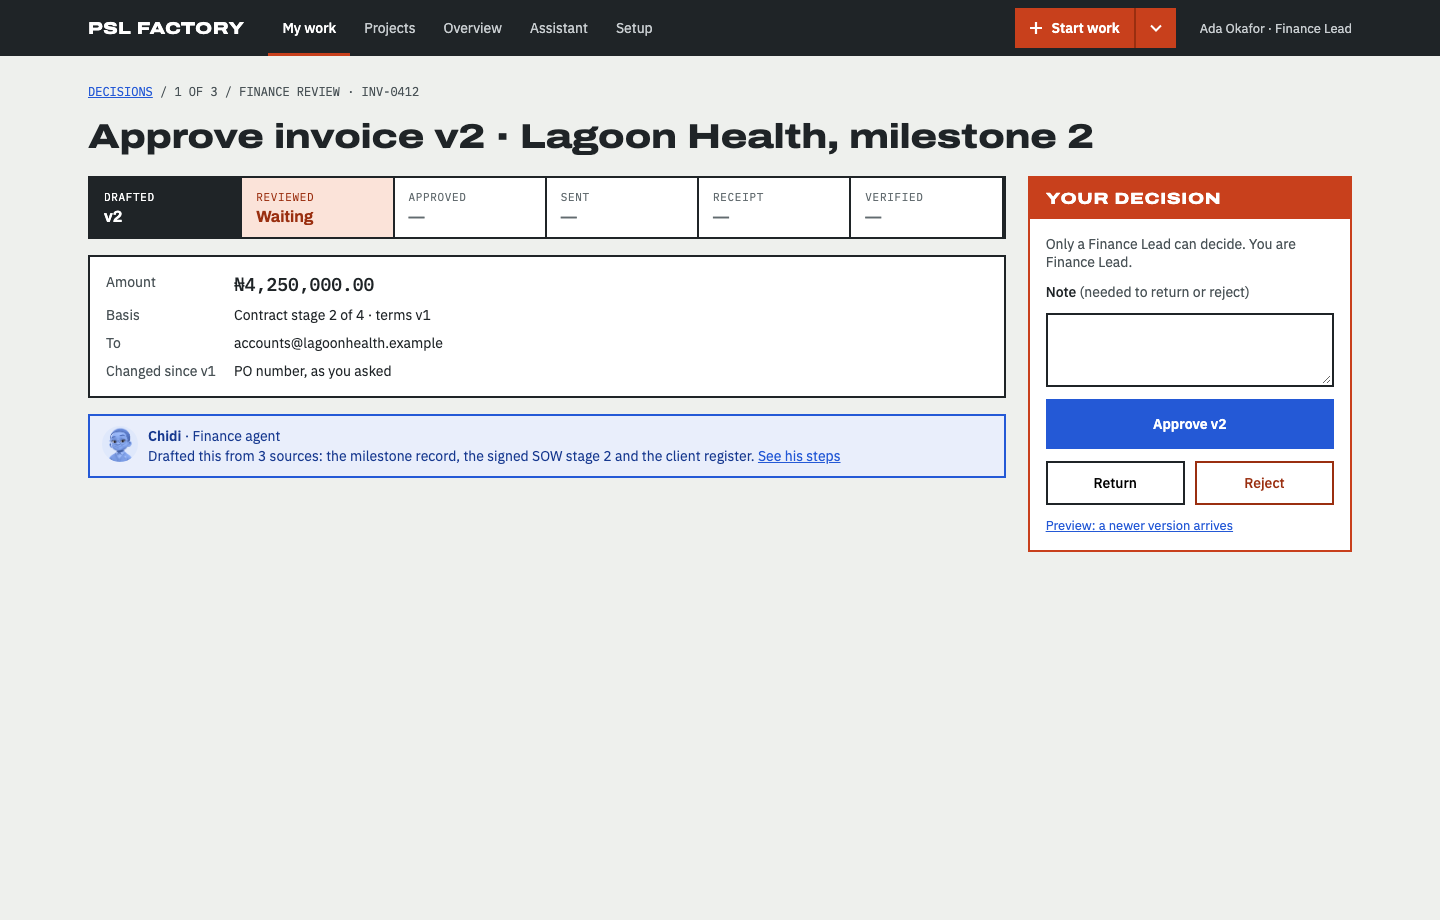 PSL FACTORY
My work
Projects
Overview
Assistant
Setup
Start work
Ada Okafor · Finance Lead
DECISIONS / 1 OF 3 / FINANCE REVIEW · INV-0412
Approve invoice v2 · Lagoon Health, milestone 2
DRAFTED
v2
REVIEWED
Waiting
APPROVED
—
SENT
—
RECEIPT
—
VERIFIED
—
Amount ₦4,250,000.00
Basis Contract stage 2 of 4 · terms v1
To accounts@lagoonhealth.example
Changed since v1 PO number, as you asked
Chidi · Finance agent
Drafted this from 3 sources: the milestone record, the signed SOW stage 2 and the client register. See his steps
YOUR DECISION
Only a Finance Lead can decide. You are
Finance Lead.
Note (needed to return or reject)
Approve v2
Return
Reject
Preview: a newer version arrives